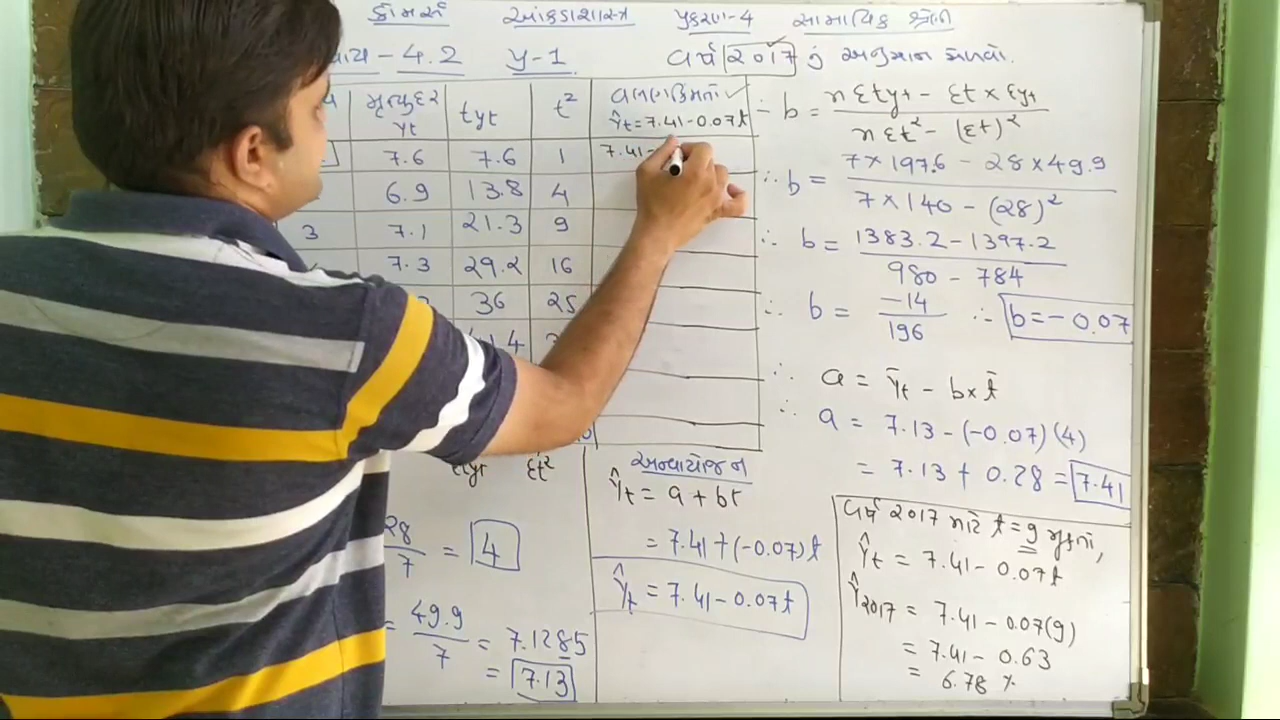 કોમર્સ આંકડાશાસ્ત્ર પ્રકરણ-4 સામયિક શ્રેણી
4.2 પ્ર-1 વર્ષ 2017 નું અનુમાન મેળવો.
મૃત્યુદર yt
tyt
t²
વલણ કિંમતો ✓
Ŷt = 7.41 - 0.07t
7.6 7.6 1 7.41 -
6.9 13.8 4
3 7.1 21.3 9
7.3 29.2 16
36 25
Σtyt Σt²
28/7 = 4
= 49.9/7 = 7.1285
= 7.13
∴ b = nΣtyt - Σt × Σyt / nΣt² - (Σt)²
∴ b = 7×197.6 - 28×49.9 / 7×140 - (28)²
∴ b = 1383.2 - 1397.2 / 980 - 784
∴ b = -14/196 ∴ b = -0.07
∴ a = ȳt - b×t̄
∴ a = 7.13 - (-0.07)(4)
= 7.13 + 0.28 = 7.41
અન્વાયોજન
Ŷt = a + bt
= 7.41 + (-0.07)t
Ŷt = 7.41 - 0.07t
વર્ષ 2017 માટે t = 9 મૂકતાં,
Ŷt = 7.41 - 0.07t
Ŷ2017 = 7.41 - 0.07(9)
= 7.41 - 0.63
= 6.78 %